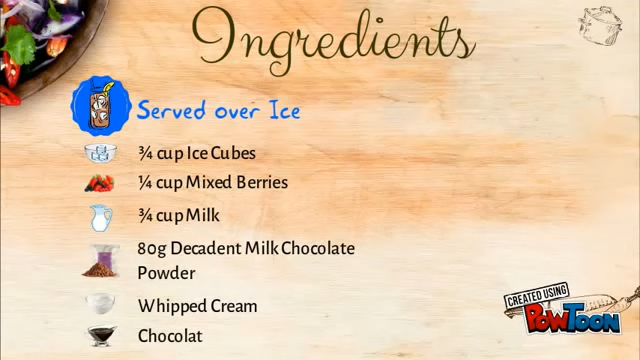 Ingredients
Served over Ice
¾ cup Ice Cubes
¼ cup Mixed Berries
¾ cup Milk
80g Decadent Milk Chocolate
Powder
Whipped Cream
Chocolat
CREATED USING
POWTOON